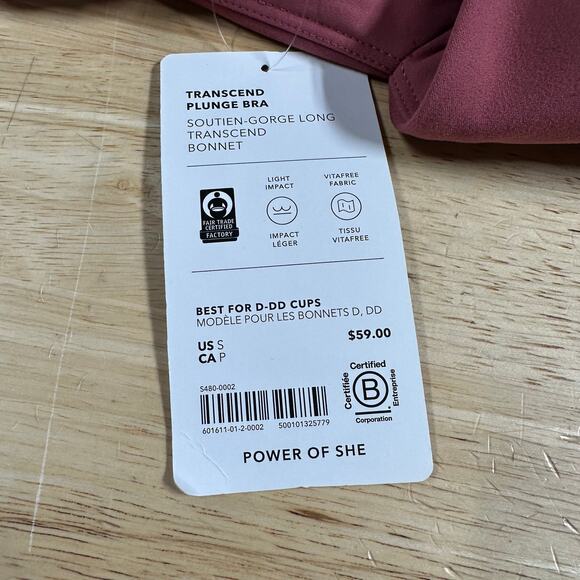 TRANSCEND
PLUNGE BRA
SOUTIEN-GORGE LONG
TRANSCEND
BONNET
FAIR TRADE
CERTIFIED
FACTORY
LIGHT
IMPACT
IMPACT
LÉGER
VITAFREE
FABRIC
TISSU
VITAFREE
BEST FOR D-DD CUPS
MODÈLE POUR LES BONNETS D, DD
US S
CA P
$59.00
S480-0002
601611-01-2-0002 500101325779
Certified
Certifiée
B
Entreprise
Corporation
POWER OF SHE